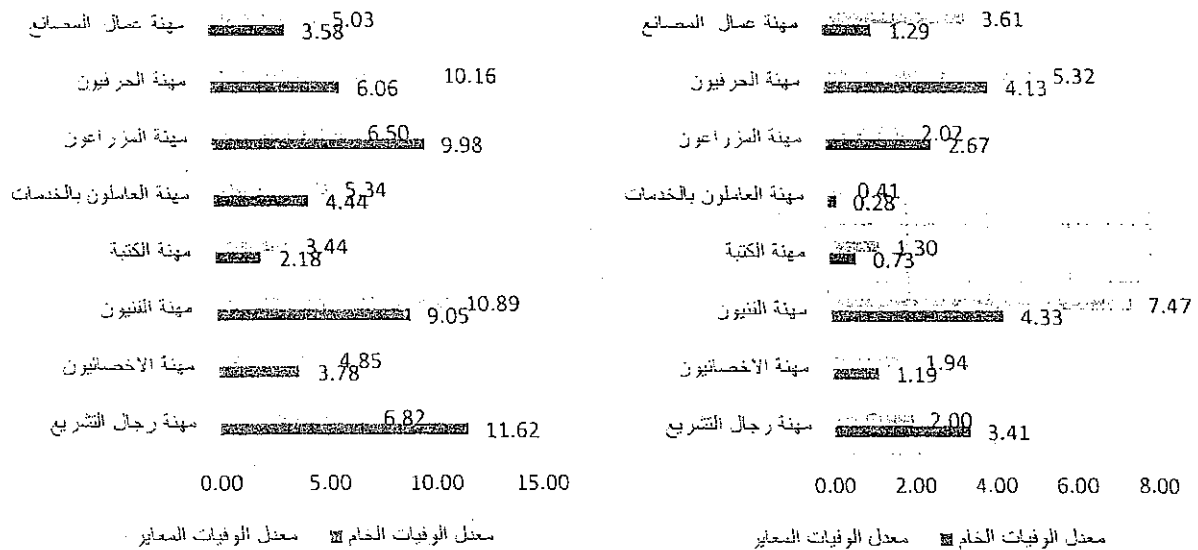 مهنة عمال المصانع
5.03
3.58
مهنة الحرفيون
10.16
6.06
مهنة المزراعون
6.50
9.98
مهنة العاملون بالخدمات
5.34
4.44
مهنة الكتبة
3.44
2.18
مهنة الفنيون
10.89
9.05
مهنة الاخصائيون
4.85
3.78
مهنة رجال التشريع
6.82
11.62
0.00 5.00 10.00 15.00
معدل الوفيات الخام معدل الوفيات المعاير
مهنة عمال المصانع
3.61
1.29
مهنة الحرفيون
5.32
4.13
مهنة المزراعون
2.02
2.67
مهنة العاملون بالخدمات
0.41
0.28
مهنة الكتبة
1.30
0.73
مهنة الفنيون
7.47
4.33
مهنة الاخصائيون
1.94
1.19
مهنة رجال التشريع
2.00
3.41
0.00 2.00 4.00 6.00 8.00
معدل الوفيات الخام معدل الوفيات المعاير